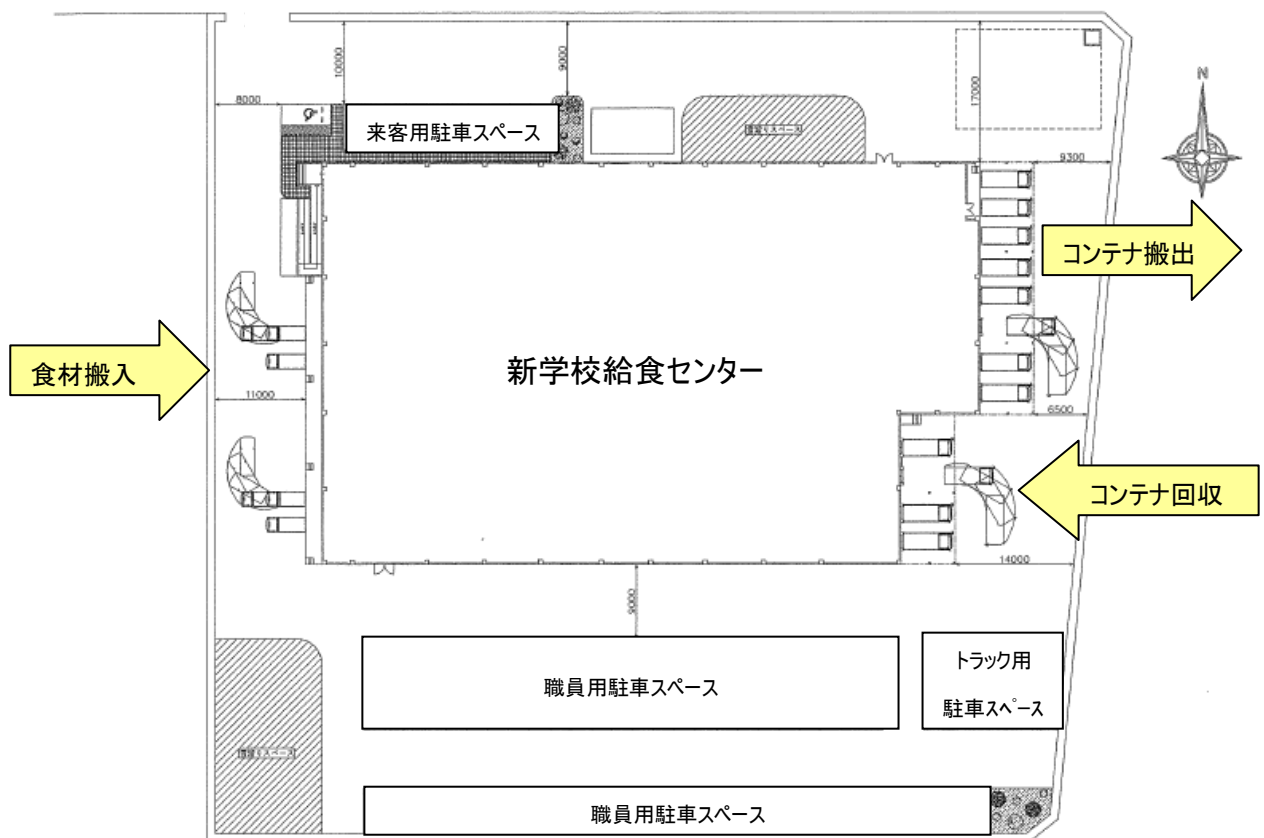 N
10000
9000
17000
8000
来客用駐車スペース
9300
コンテナ搬出
食材搬入
新学校給食センター
11000
6500
コンテナ回収
14000
9000
職員用駐車スペース
トラック用
駐車スペース
職員用駐車スペース